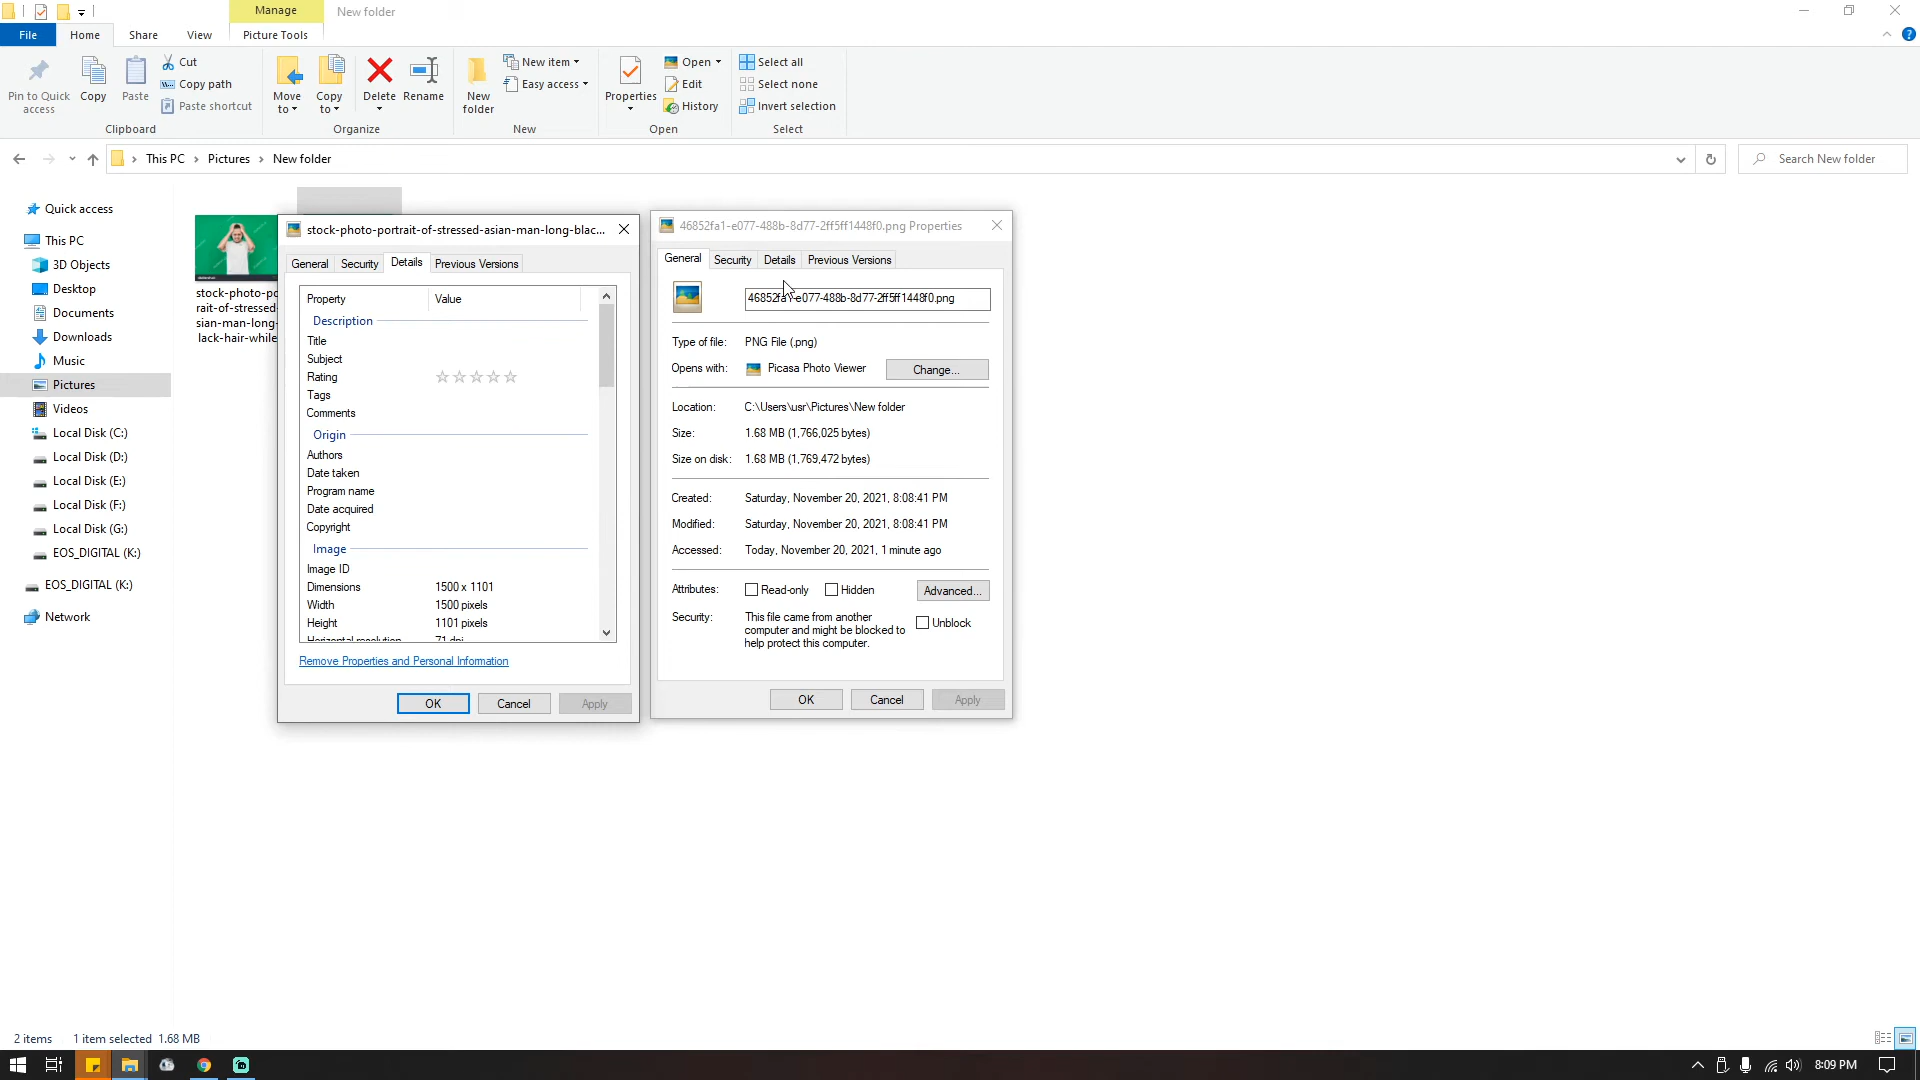 Manage
New folder
File
Home
Share
View
Picture Tools
Pin to Quick access
Copy
Paste
Cut
Copy path
Paste shortcut
Clipboard
Move to
Copy to
Delete
Rename
Organize
New folder
New item
Easy access
New
Properties
Open
Edit
History
Open
Select all
Select none
Invert selection
Select
This PC
Pictures
New folder
Search New folder
Quick access
This PC
3D Objects
Desktop
Documents
Downloads
Music
Pictures
Videos
Local Disk (C:)
Local Disk (D:)
Local Disk (E:)
Local Disk (F:)
Local Disk (G:)
EOS_DIGITAL (K:)
EOS_DIGITAL (K:)
Network
stock-photo-po
rait-of-stressed-
sian-man-long-
lack-hair-while
stock-photo-portrait-of-stressed-asian-man-long-blac...
General
Security
Details
Previous Versions
Property
Value
Description
Title
Subject
Rating
Tags
Comments
Origin
Authors
Date taken
Program name
Date acquired
Copyright
Image
Image ID
Dimensions 1500 x 1101
Width 1500 pixels
Height 1101 pixels
Horizontal resolution 71 dpi
Remove Properties and Personal Information
OK
Cancel
Apply
46852fa1-e077-488b-8d77-2ff5ff1448f0.png Properties
General
Security
Details
Previous Versions
46852fa1-e077-488b-8d77-2ff5ff1448f0.png
Type of file: PNG File (.png)
Opens with: Picasa Photo Viewer
Change...
Location: C:\Users\usr\Pictures\New folder
Size: 1.68 MB (1,766,025 bytes)
Size on disk: 1.68 MB (1,769,472 bytes)
Created: Saturday, November 20, 2021, 8:08:41 PM
Modified: Saturday, November 20, 2021, 8:08:41 PM
Accessed: Today, November 20, 2021, 1 minute ago
Attributes: Read-only Hidden
Advanced...
Security: This file came from another
computer and might be blocked to
help protect this computer.
Unblock
OK
Cancel
Apply
2 items
1 item selected 1.68 MB
8:09 PM